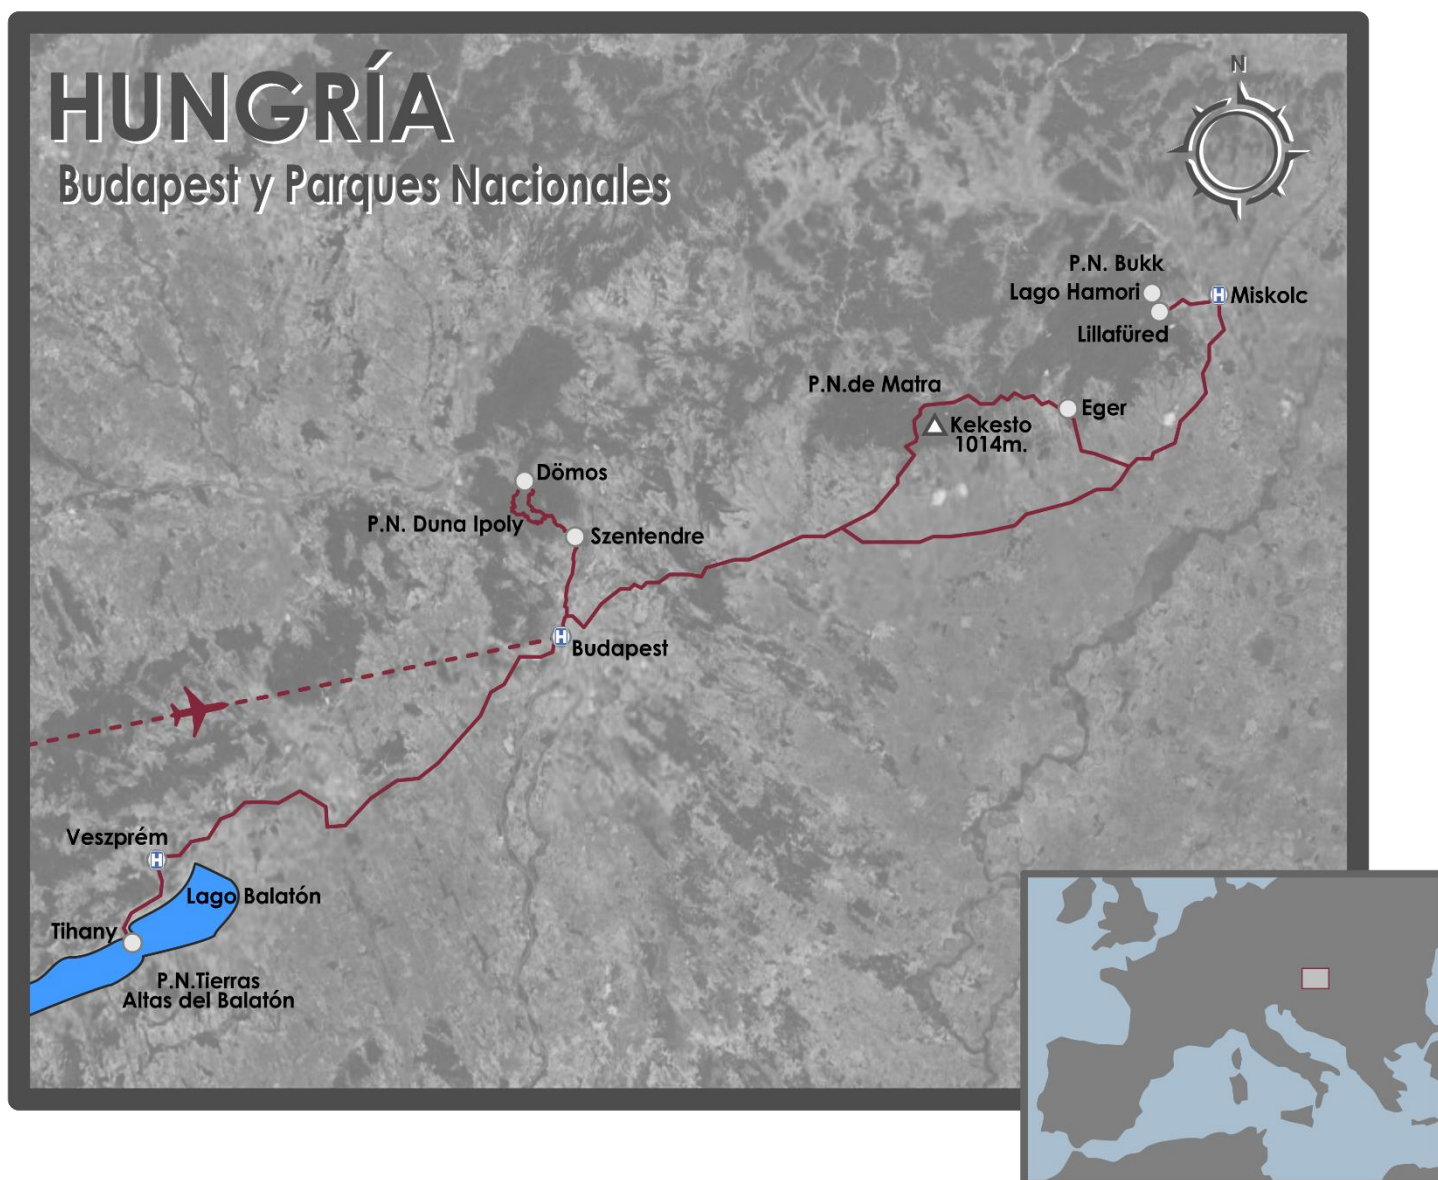 HUNGRÍA
Budapest y Parques Nacionales
N
P.N. Bukk
Lago Hamori
H
Miskolc
Lillafüred
P.N.de Matra
Eger
Kekesto
1014m.
Dömos
P.N. Duna Ipoly
Szentendre
H
Budapest
Veszprém
H
Lago Balatón
Tihany
P.N.Tierras
Altas del Balatón